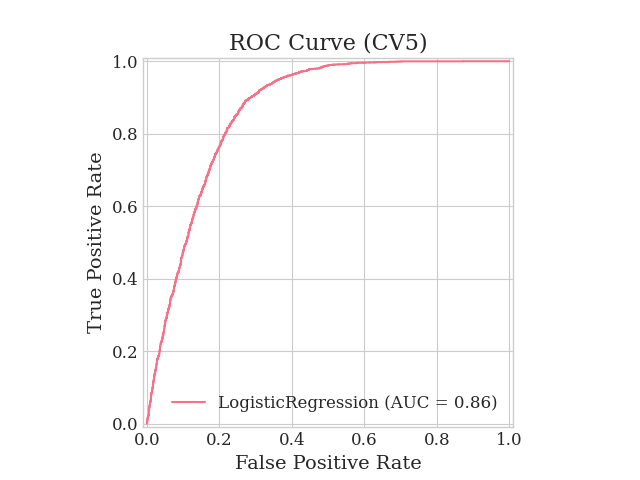 ROC Curve (CV5)
1.0
0.8
0.6
0.4
0.2
0.0
True Positive Rate
LogisticRegression (AUC = 0.86)
0.0 0.2 0.4 0.6 0.8 1.0
False Positive Rate